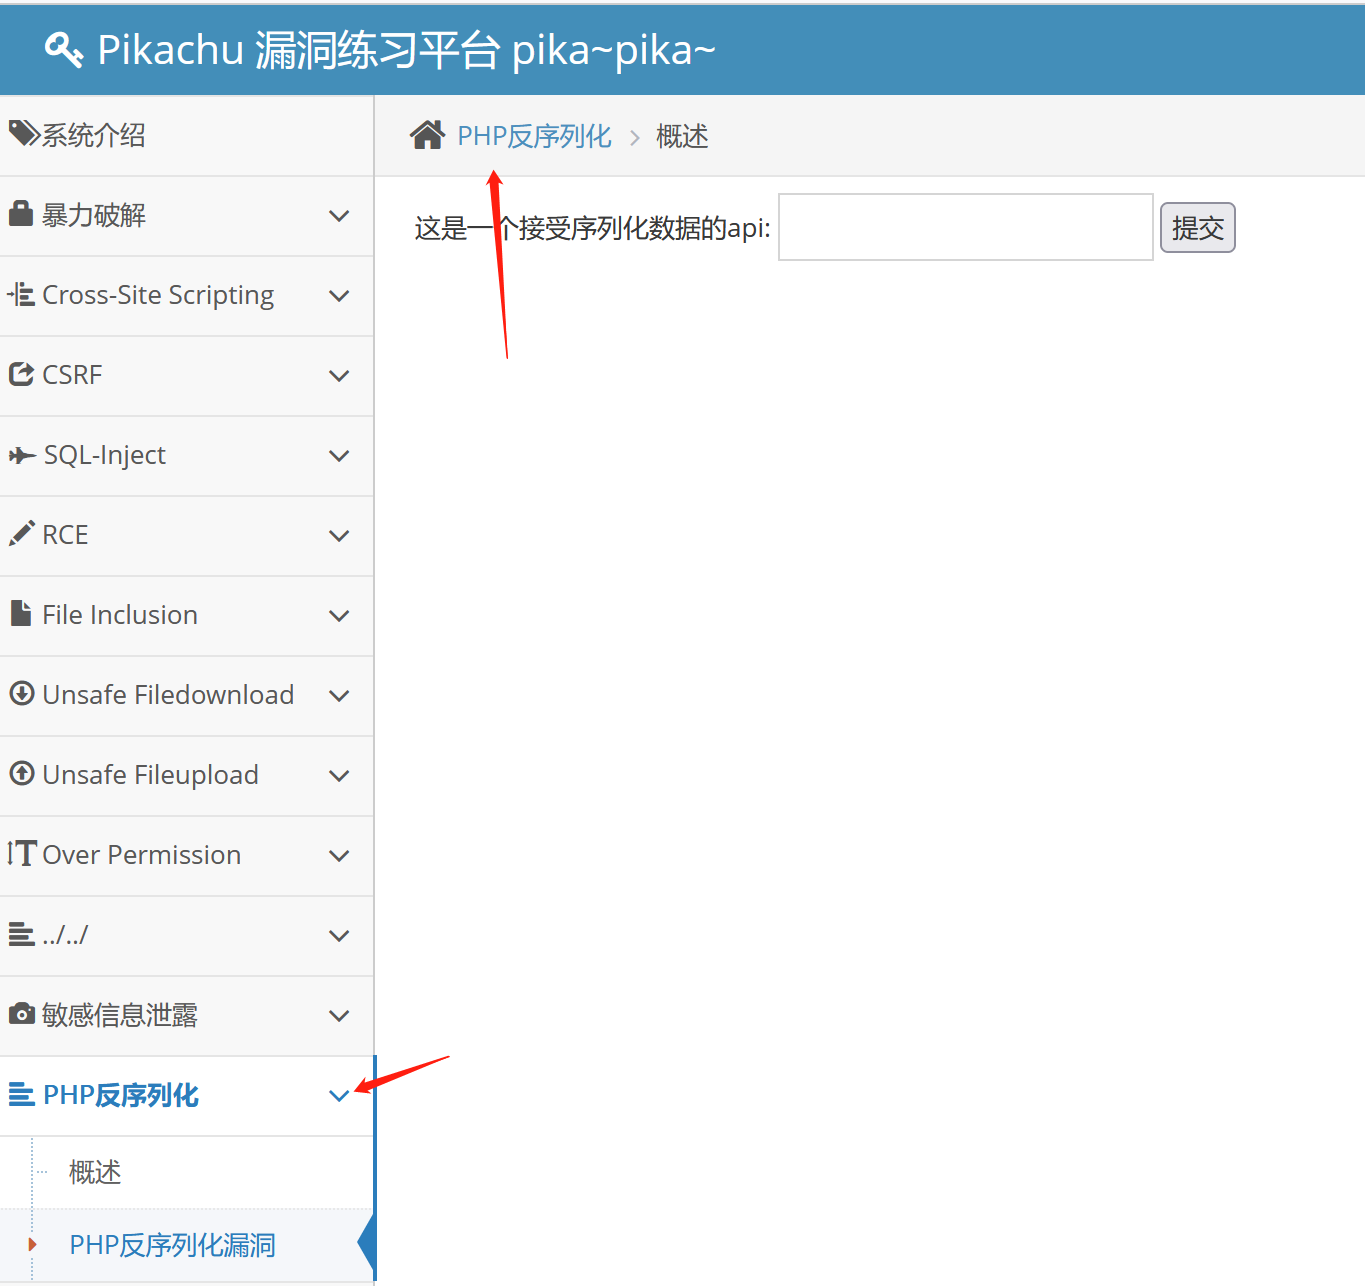 Pikachu 漏洞练习平台 pika~pika~
系统介绍
暴力破解
Cross-Site Scripting
CSRF
SQL-Inject
RCE
File Inclusion
Unsafe Filedownload
Unsafe Fileupload
Over Permission
../../
敏感信息泄露
PHP反序列化
概述
PHP反序列化漏洞
PHP反序列化 > 概述
这是一个接受序列化数据的api: 提交